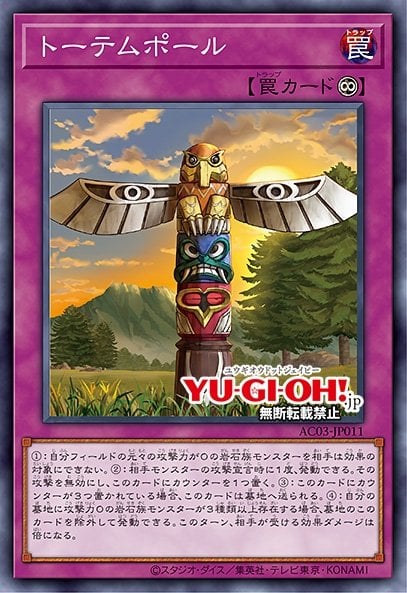 トーテムポール
トラップ
罠
トラップ
【罠カード】
ユウギオウドットジェイピー
YU-GI-OH!.jp
無断転載禁止
AC03-JP011
①:自分フィールドの元々の攻撃力が0の岩石族モンスターを相手は効果の
対象にできない。②:相手モンスターの攻撃宣言時に1度、発動できる。その
攻撃を無効にし、このカードにカウンターを1つ置く。③:このカードにカウ
ンターが3つ置かれている場合、このカードは墓地へ送られる。④:自分の
墓地に攻撃力0の岩石族モンスターが3種類以上存在する場合、墓地のこの
カードを除外して発動できる。このターン、相手が受ける効果ダメージは
倍になる。
©スタジオ・ダイス/集英社・テレビ東京・KONAMI